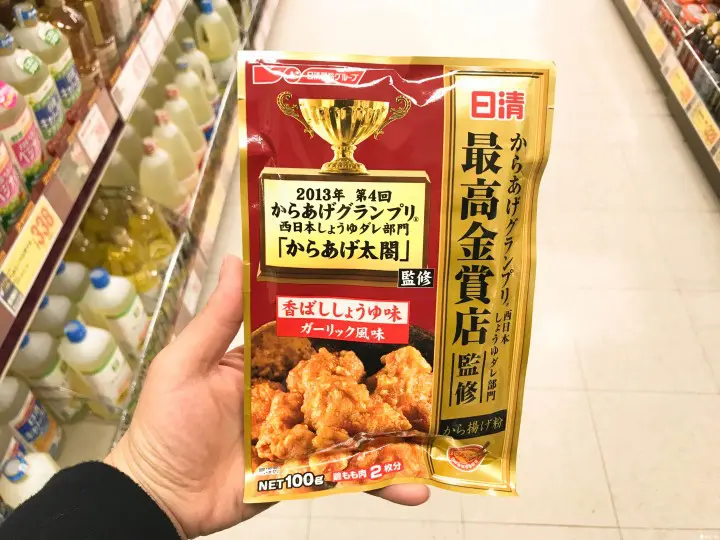 日清製粉グループ
日清
からあげグランプリ®
西日本しょうゆダレ部門
最高金賞店監修
から揚げ粉
2013年 第4回
からあげグランプリ®
西日本しょうゆダレ部門
「からあげ太閤」
監修
香ばししょうゆ味
ガーリック風味
NET100g
鶏もも肉2枚分
338